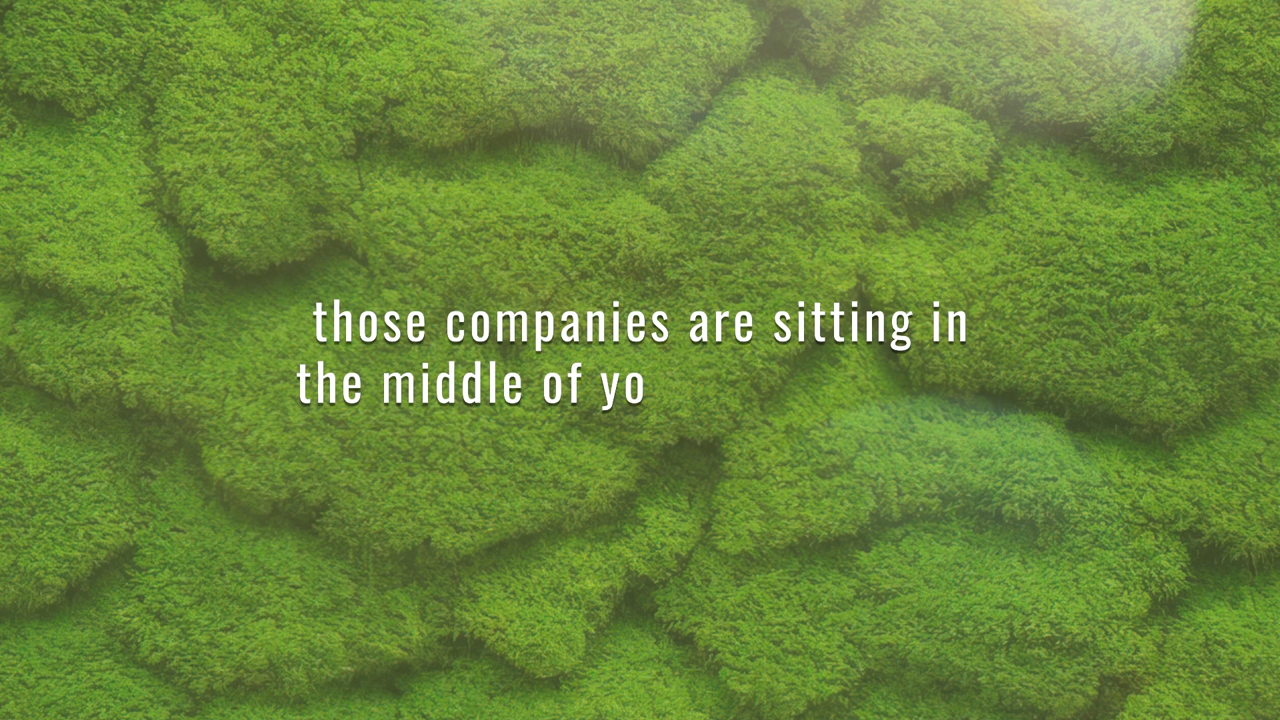 those companies are sitting in
the middle of yo